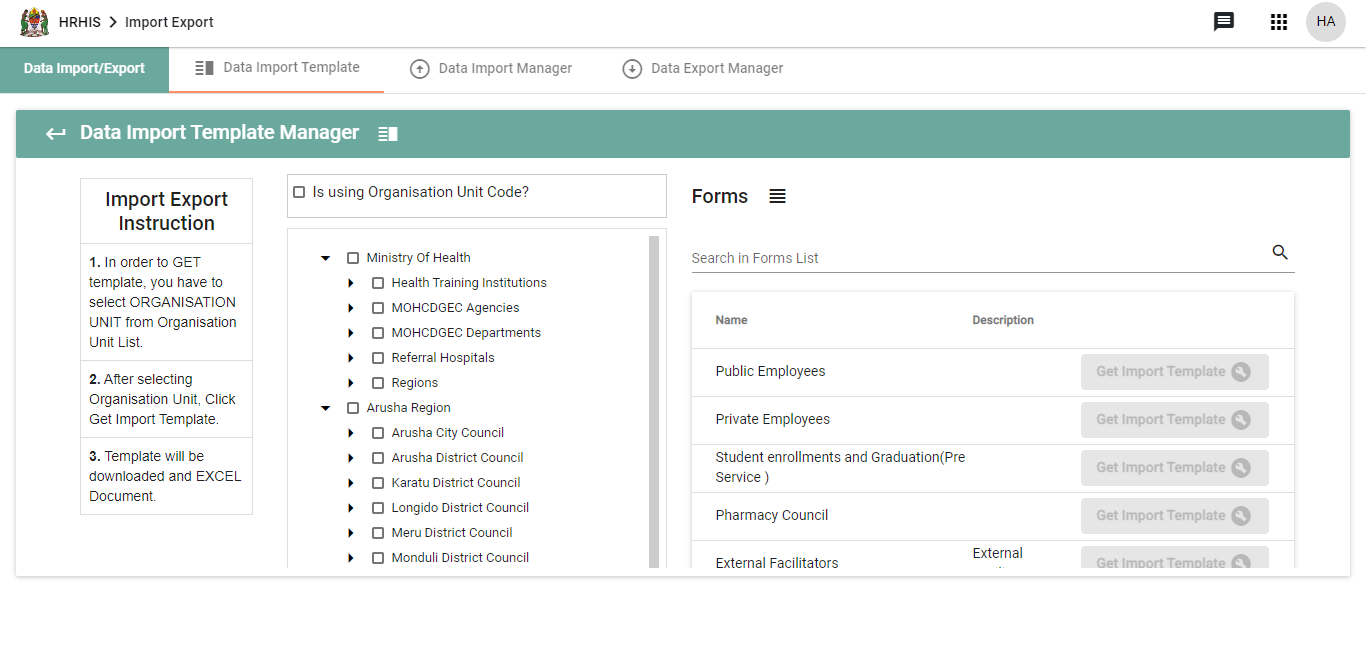 HRHIS
Import Export
HA
Data Import/Export
Data Import Template
Data Import Manager
Data Export Manager
Data Import Template Manager
Import Export
Instruction
1. In order to GET
template, you have to
select ORGANISATION
UNIT from Organisation
Unit List.
2. After selecting
Organisation Unit, Click
Get Import Template.
3. Template will be
downloaded and EXCEL
Document.
Is using Organisation Unit Code?
Ministry Of Health
Health Training Institutions
MOHCDGEC Agencies
MOHCDGEC Departments
Referral Hospitals
Regions
Arusha Region
Arusha City Council
Arusha District Council
Karatu District Council
Longido District Council
Meru District Council
Monduli District Council
Forms
Search in Forms List
Name Description
Public Employees Get Import Template
Private Employees Get Import Template
Student enrollments and Graduation(Pre
Service ) Get Import Template
Pharmacy Council Get Import Template
External Facilitators External Get Import Template